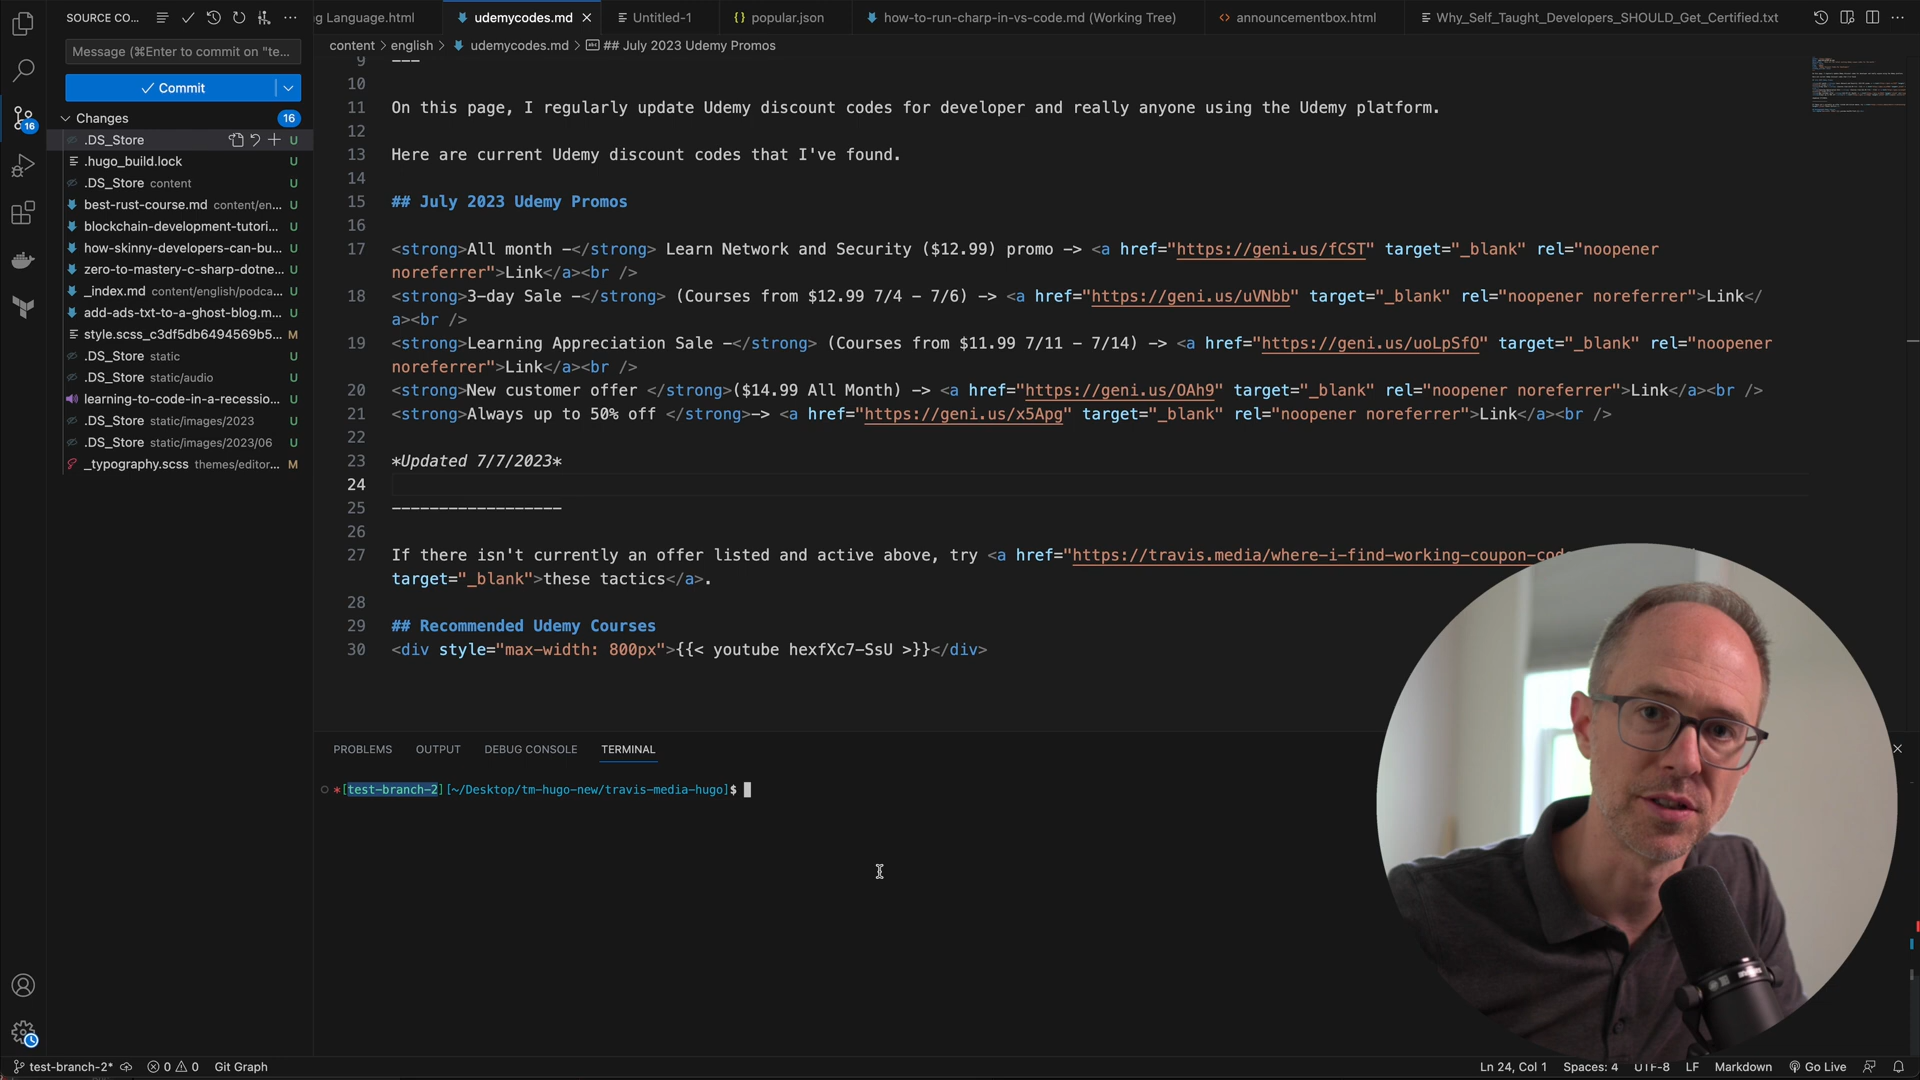 ng Language.html
udemycodes.md
Untitled-1
popular.json
how-to-run-charp-in-vs-code.md (Working Tree)
announcementbox.html
Why_Self_Taught_Developers_SHOULD_Get_Certified.txt
SOURCE CO...
content > english > udemycodes.md > ## July 2023 Udemy Promos
Message (⌘Enter to commit on "te...
Commit
Changes 16
16
.DS_Store U
.hugo_build.lock U
.DS_Store content U
best-rust-course.md content/en... U
blockchain-development-tutori... U
how-skinny-developers-can-bu... U
zero-to-mastery-c-sharp-dotne... U
_index.md content/english/podca... U
add-ads-txt-to-a-ghost-blog.m... U
style.scss_c3df5db6494569b5... M
.DS_Store static U
.DS_Store static/audio U
learning-to-code-in-a-recessio... U
.DS_Store static/images/2023 U
.DS_Store static/images/2023/06 U
_typography.scss themes/editor... M
9 ---
10
11 On this page, I regularly update Udemy discount codes for developer and really anyone using the Udemy platform.
12
13 Here are current Udemy discount codes that I've found.
14
15 ## July 2023 Udemy Promos
16
17 <strong>All month -</strong> Learn Network and Security ($12.99) promo -> <a href="https://geni.us/fCST" target="_blank" rel="noopener
noreferrer">Link</a><br />
18 <strong>3-day Sale -</strong> (Courses from $12.99 7/4 - 7/6) -> <a href="https://geni.us/uVNbb" target="_blank" rel="noopener noreferrer">Link</
a><br />
19 <strong>Learning Appreciation Sale -</strong> (Courses from $11.99 7/11 - 7/14) -> <a href="https://geni.us/uoLpSfO" target="_blank" rel="noopener
noreferrer">Link</a><br />
20 <strong>New customer offer </strong>($14.99 All Month) -> <a href="https://geni.us/OAh9" target="_blank" rel="noopener noreferrer">Link</a><br />
21 <strong>Always up to 50% off </strong>-> <a href="https://geni.us/x5Apg" target="_blank" rel="noopener noreferrer">Link</a><br />
22
23 *Updated 7/7/2023*
24
25 ------------------
26
27 If there isn't currently an offer listed and active above, try <a href="https://travis.media/where-i-find-working-coupon-cod
target="_blank">these tactics</a>.
28
29 ## Recommended Udemy Courses
30 <div style="max-width: 800px">{{< youtube hexfXc7-SsU >}}</div>
PROBLEMS OUTPUT DEBUG CONSOLE TERMINAL
*[test-branch-2][~/Desktop/tm-hugo-new/travis-media-hugo]$
test-branch-2* 0 0 Git Graph
Ln 24, Col 1 Spaces: 4 UTF-8 LF Markdown Go Live